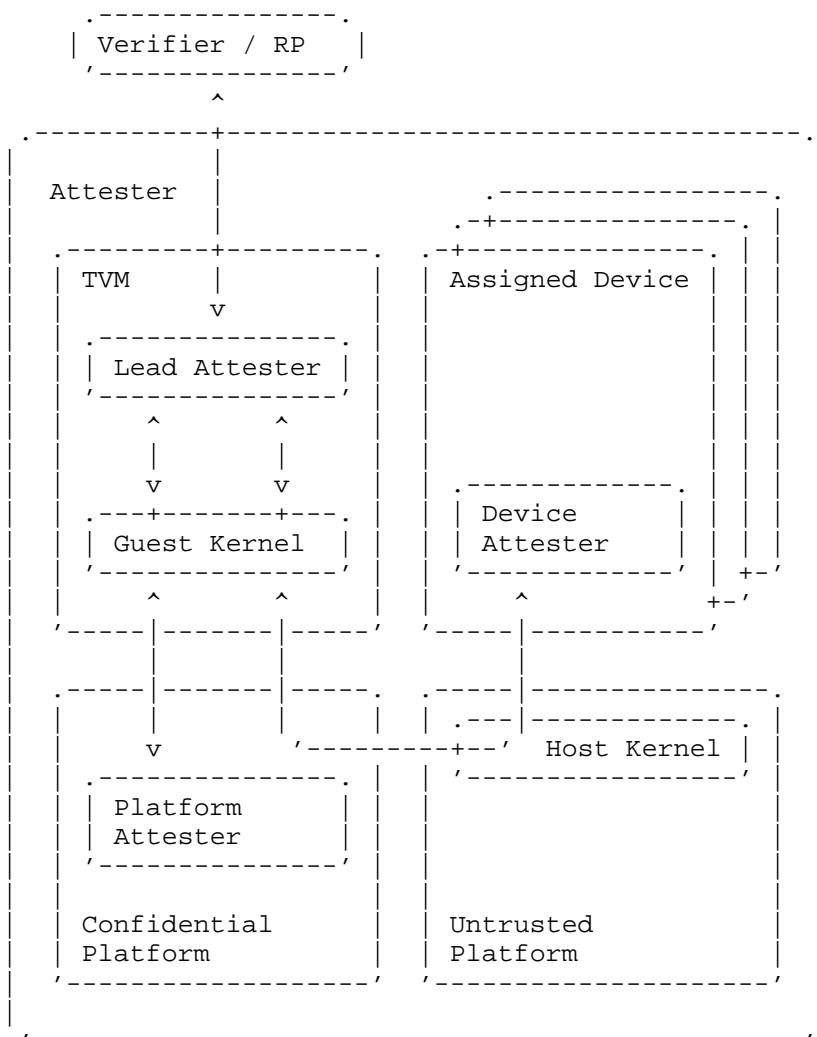 Verifier / RP
Attester
TVM
Assigned Device
Lead Attester
Device
Guest Kernel
Attester
Host Kernel
Platform
Attester
Confidential
Untrusted
Platform
Platform